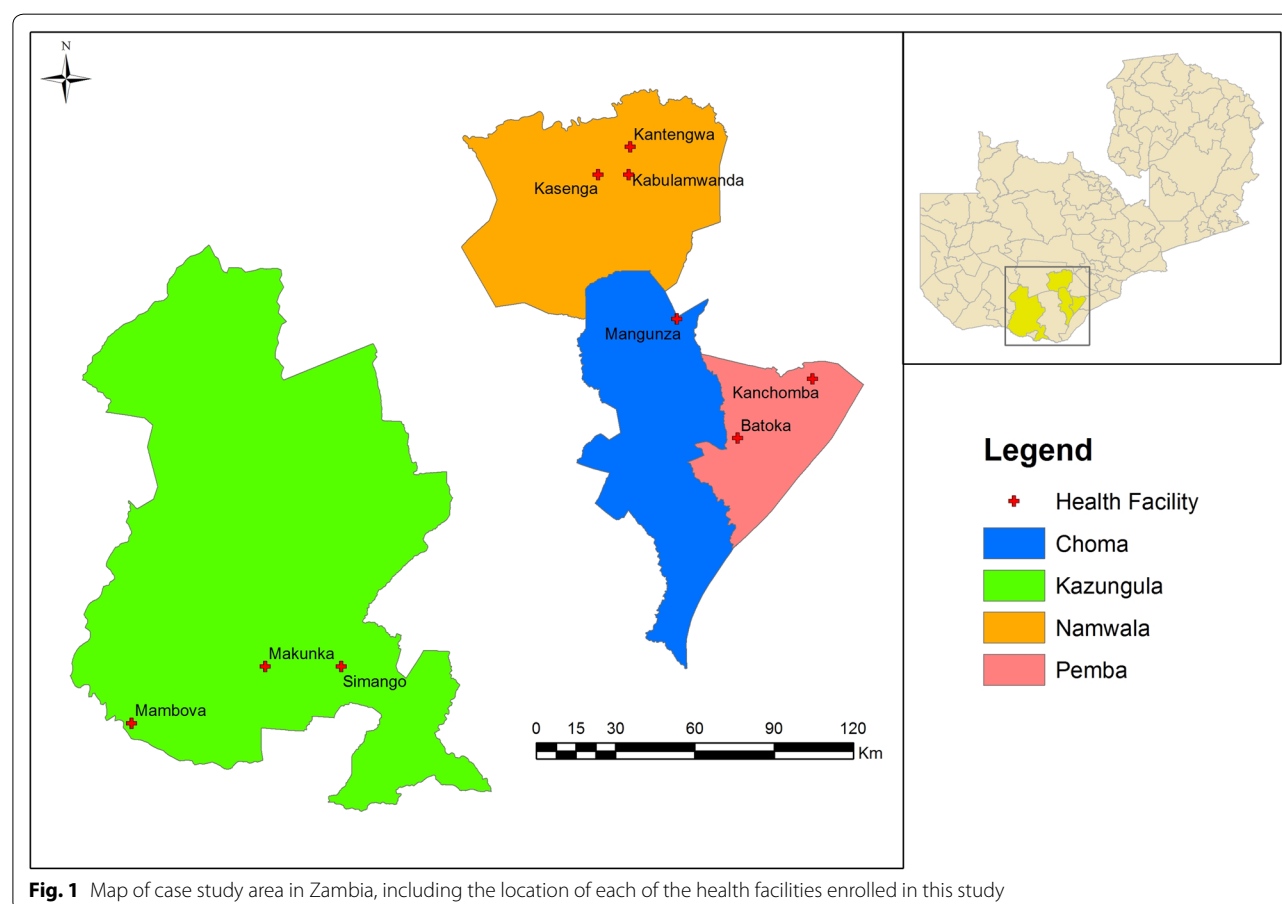 N
Kantengwa
Kasenga
Kabulamwanda
Mangunza
Kanchomba
Batoka
Makunka
Simango
Mambova
0 15 30 60 90 120
Km
Legend
Health Facility
Choma
Kazungula
Namwala
Pemba
Fig. 1 Map of case study area in Zambia, including the location of each of the health facilities enrolled in this study